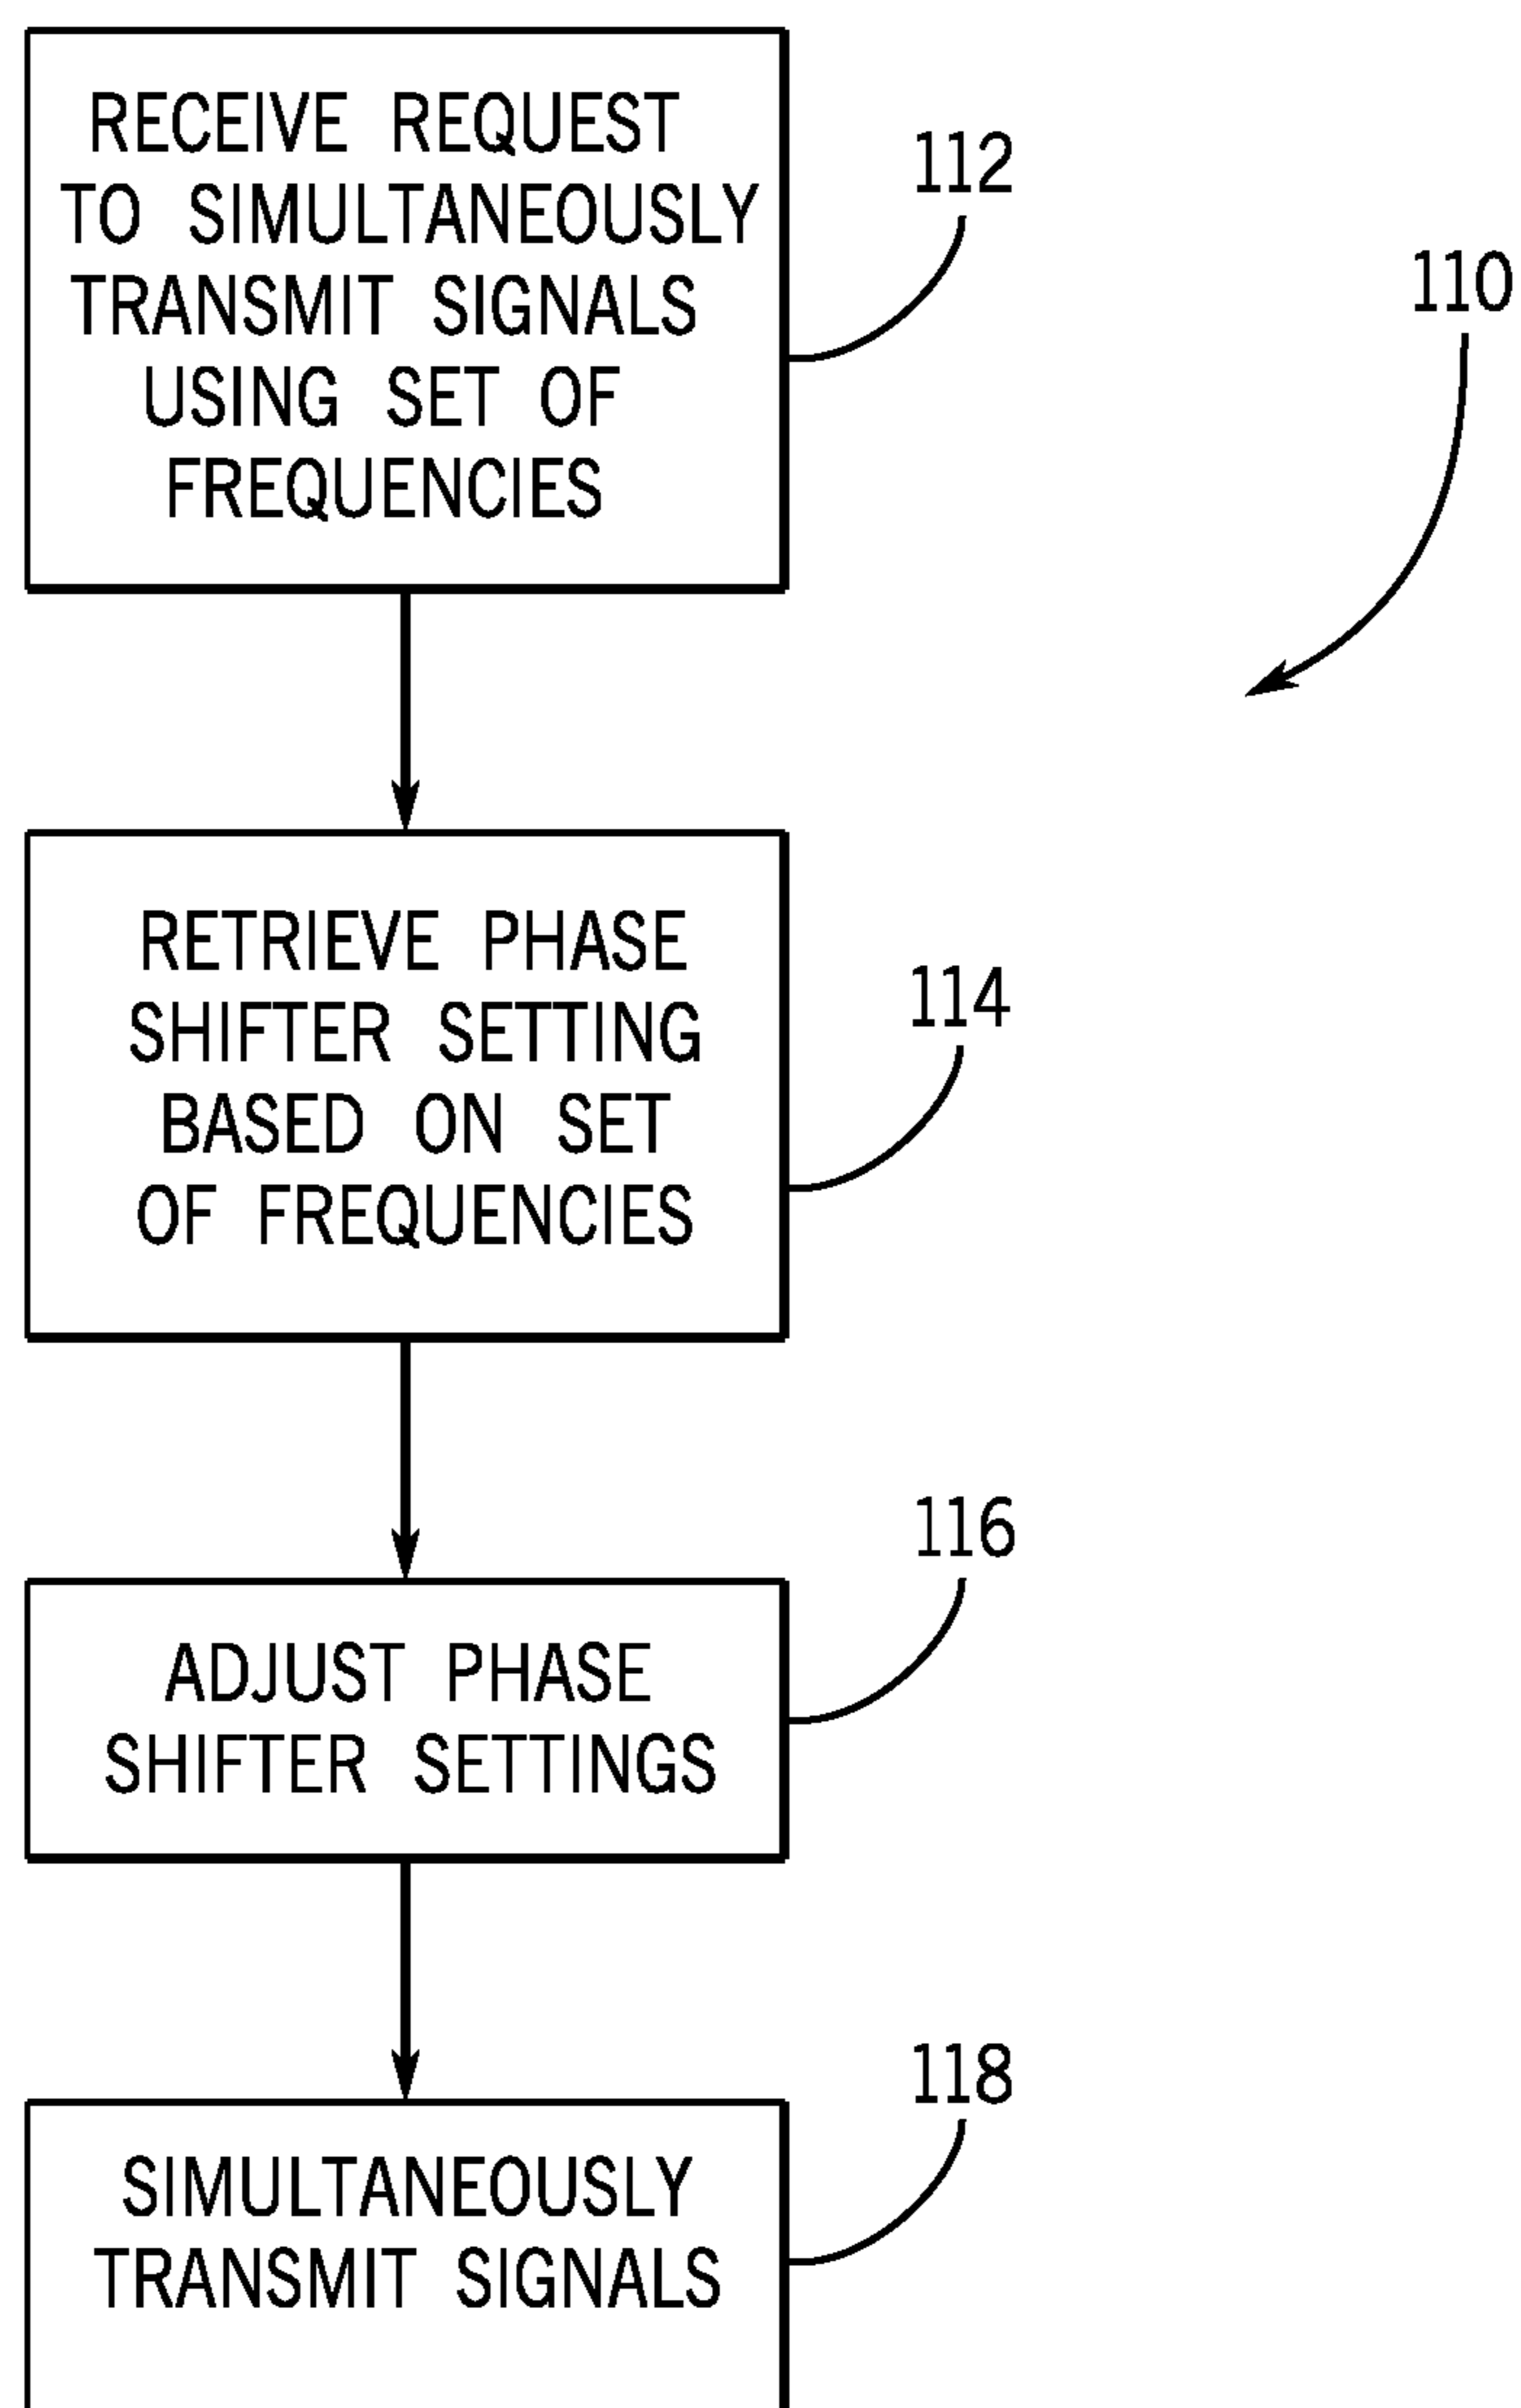 RECEIVE REQUEST
TO SIMULTANEOUSLY
TRANSMIT SIGNALS
USING SET OF
FREQUENCIES
112
110
RETRIEVE PHASE
SHIFTER SETTING
BASED ON SET
OF FREQUENCIES
114
ADJUST PHASE
SHIFTER SETTINGS
116
SIMULTANEOUSLY
TRANSMIT SIGNALS
118